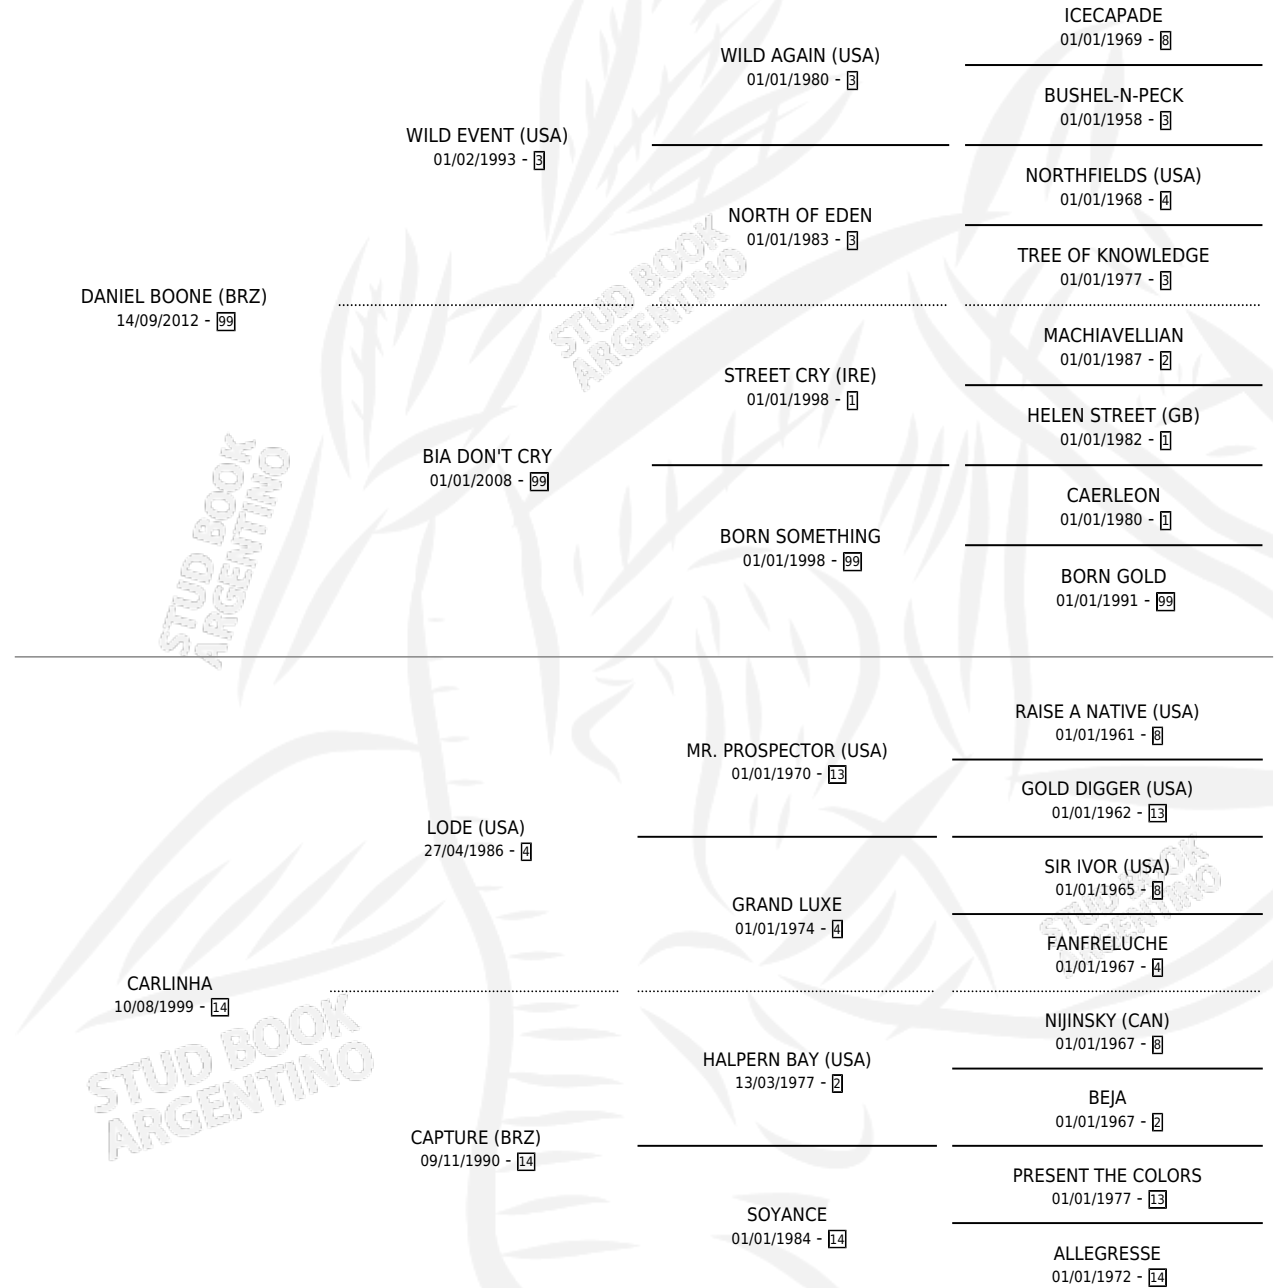 ICECAPADE
01/01/1969 - 8
WILD AGAIN (USA)
01/01/1980 - 3
BUSHEL-N-PECK
01/01/1958 - 3
WILD EVENT (USA)
01/02/1993 - 3
NORTHFIELDS (USA)
01/01/1968 - 4
NORTH OF EDEN
01/01/1983 - 3
TREE OF KNOWLEDGE
01/01/1977 - 3
DANIEL BOONE (BRZ)
14/09/2012 - 99
STUD BOOK
ARGENTINO
MACHIAVELLIAN
01/01/1987 - 2
STREET CRY (IRE)
01/01/1998 - 1
HELEN STREET (GB)
01/01/1982 - 1
BIA DON'T CRY
01/01/2008 - 99
CAERLEON
01/01/1980 - 1
BORN SOMETHING
01/01/1998 - 99
BORN GOLD
01/01/1991 - 99
STUD BOOK
ARGENTINO
RAISE A NATIVE (USA)
01/01/1961 - 8
MR. PROSPECTOR (USA)
01/01/1970 - 13
GOLD DIGGER (USA)
01/01/1962 - 13
LODE (USA)
27/04/1986 - 4
SIR IVOR (USA)
01/01/1965 - 8
GRAND LUXE
01/01/1974 - 4
FANFRELUCHE
01/01/1967 - 4
STUD BOOK
ARGENTINO
CARLINHA
10/08/1999 - 14
NIJINSKY (CAN)
01/01/1967 - 8
HALPERN BAY (USA)
13/03/1977 - 2
BEJA
01/01/1967 - 2
STUD BOOK
ARGENTINO
CAPTURE (BRZ)
09/11/1990 - 14
PRESENT THE COLORS
01/01/1977 - 13
SOYANCE
01/01/1984 - 14
ALLEGRESSE
01/01/1972 - 14